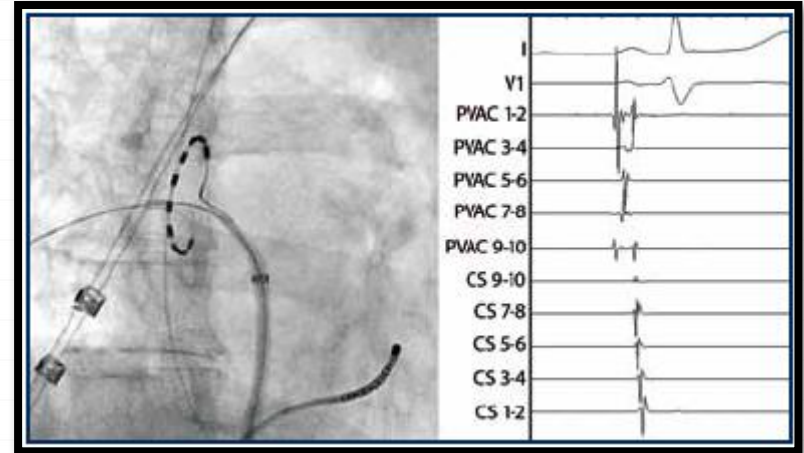 I
V1
PVAC 1-2
PVAC 3-4
PVAC 5-6
PVAC 7-8
PVAC 9-10
CS 9-10
CS 7-8
CS 5-6
CS 3-4
CS 1-2